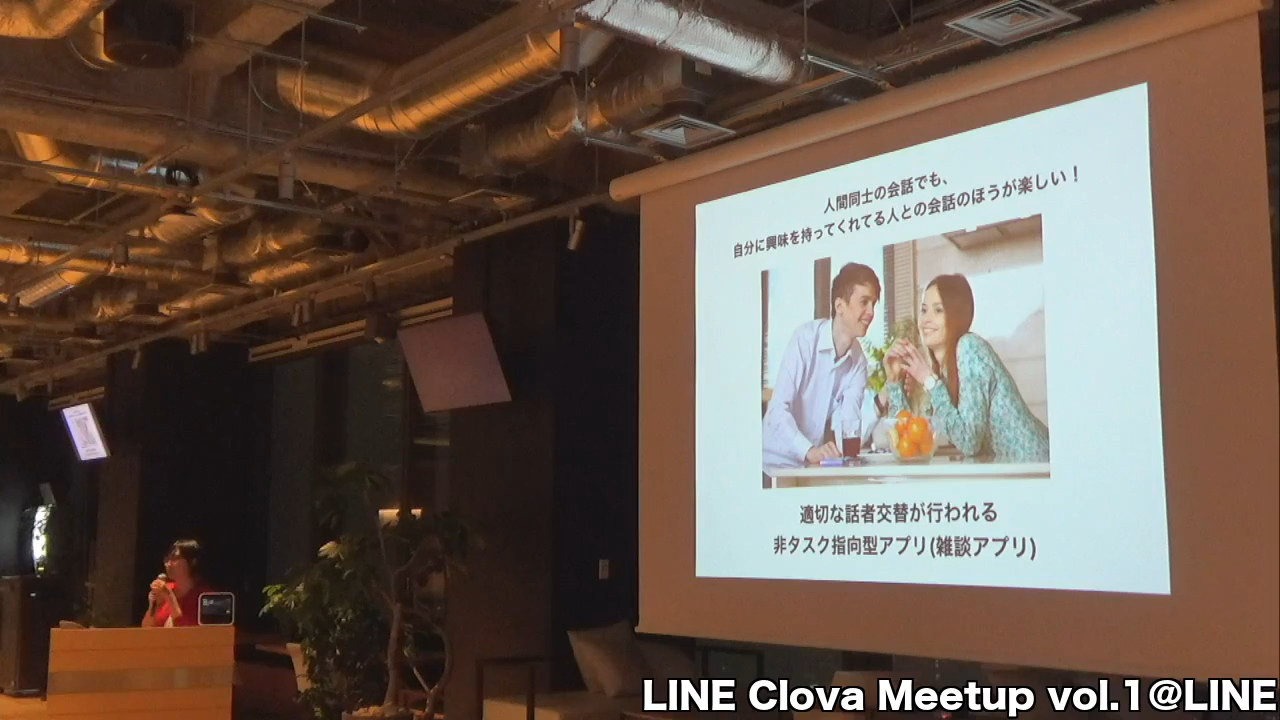 人間同士の会話でも、
自分に興味を持ってくれてる人との会話のほうが楽しい！
適切な話者交替が行われる
非タスク指向型アプリ(雑談アプリ)
LINE Clova Meetup vol.1@LINE